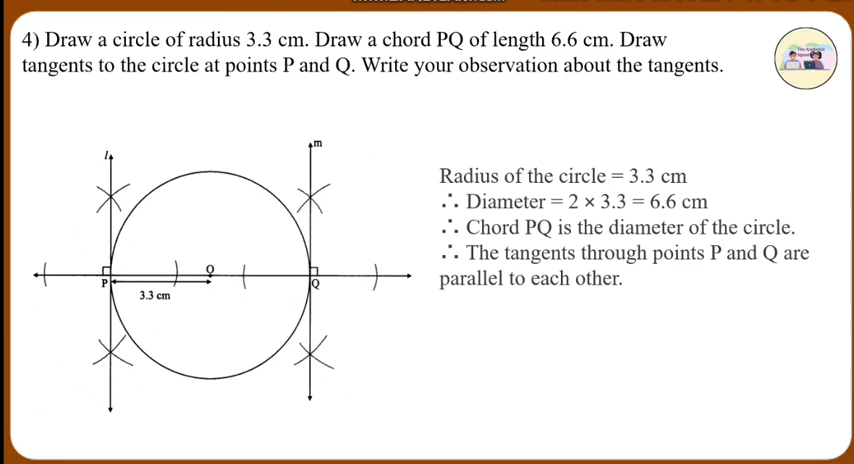 4) Draw a circle of radius 3.3 cm. Draw a chord PQ of length 6.6 cm. Draw
tangents to the circle at points P and Q. Write your observation about the tangents.
l
m
Radius of the circle = 3.3 cm
∴ Diameter = 2 × 3.3 = 6.6 cm
∴ Chord PQ is the diameter of the circle.
∴ The tangents through points P and Q are
parallel to each other.
O
P
Q
3.3 cm